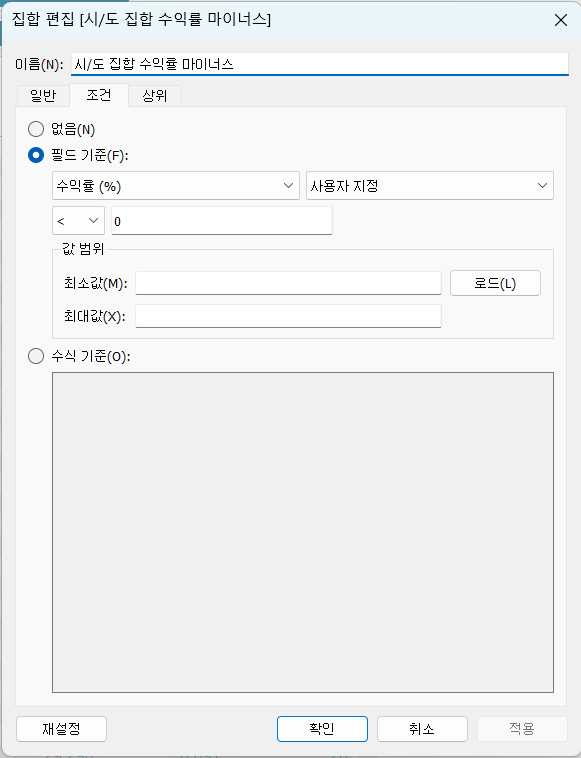 집합 편집 [시/도 집합 수익률 마이너스]
이름(N): 시/도 집합 수익률 마이너스
일반 조건 상위
없음(N)
필드 기준(F):
수익률 (%) 사용자 지정
< 0
값 범위
최소값(M): 로드(L)
최대값(X):
수식 기준(O):
재설정 확인 취소 적용